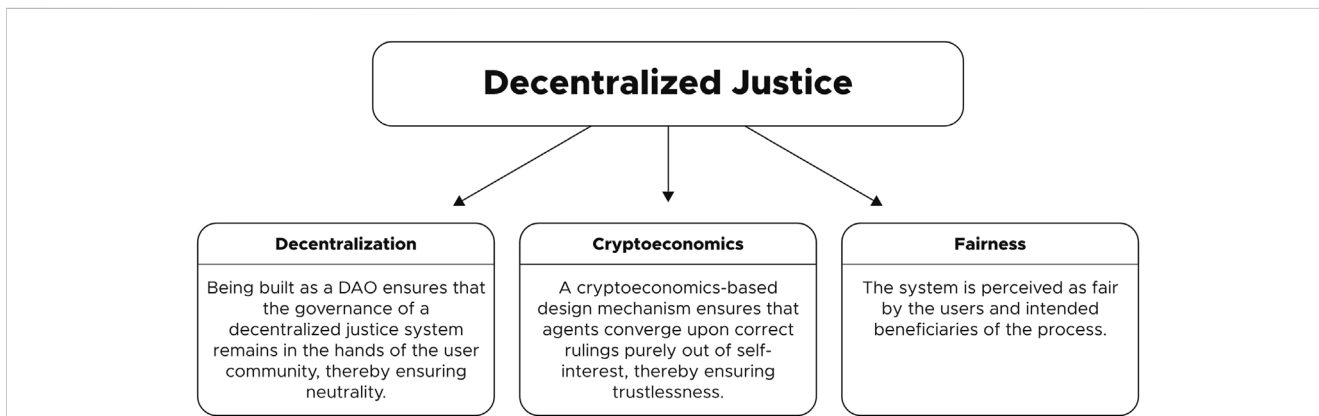 Decentralized Justice
Decentralization
Being built as a DAO ensures that
the governance of a
decentralized justice system
remains in the hands of the user
community, thereby ensuring
neutrality.
Cryptoeconomics
A cryptoeconomics-based
design mechanism ensures that
agents converge upon correct
rulings purely out of self-
interest, thereby ensuring
trustlessness.
Fairness
The system is perceived as fair
by the users and intended
beneficiaries of the process.